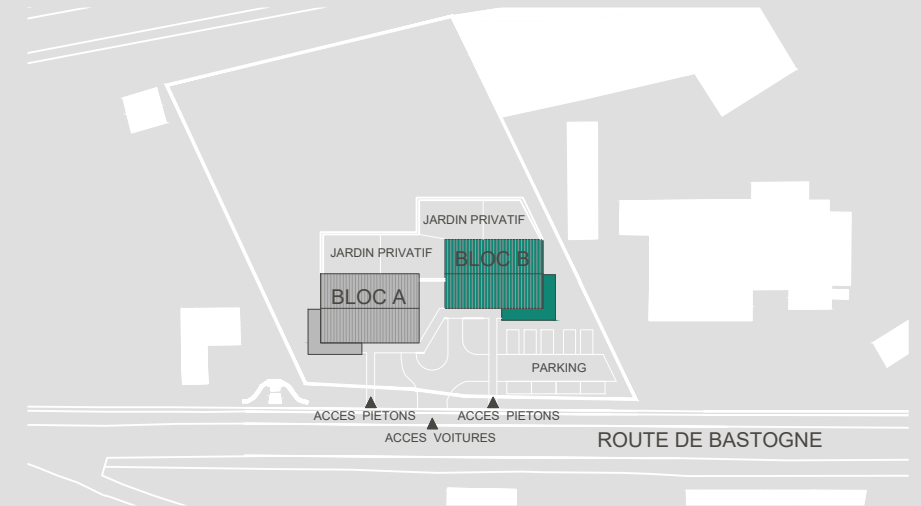 JARDIN PRIVATIF
JARDIN PRIVATIF
BLOC B
BLOC A
PARKING
ACCES PIETONS
ACCES PIETONS
ACCES VOITURES
ROUTE DE BASTOGNE